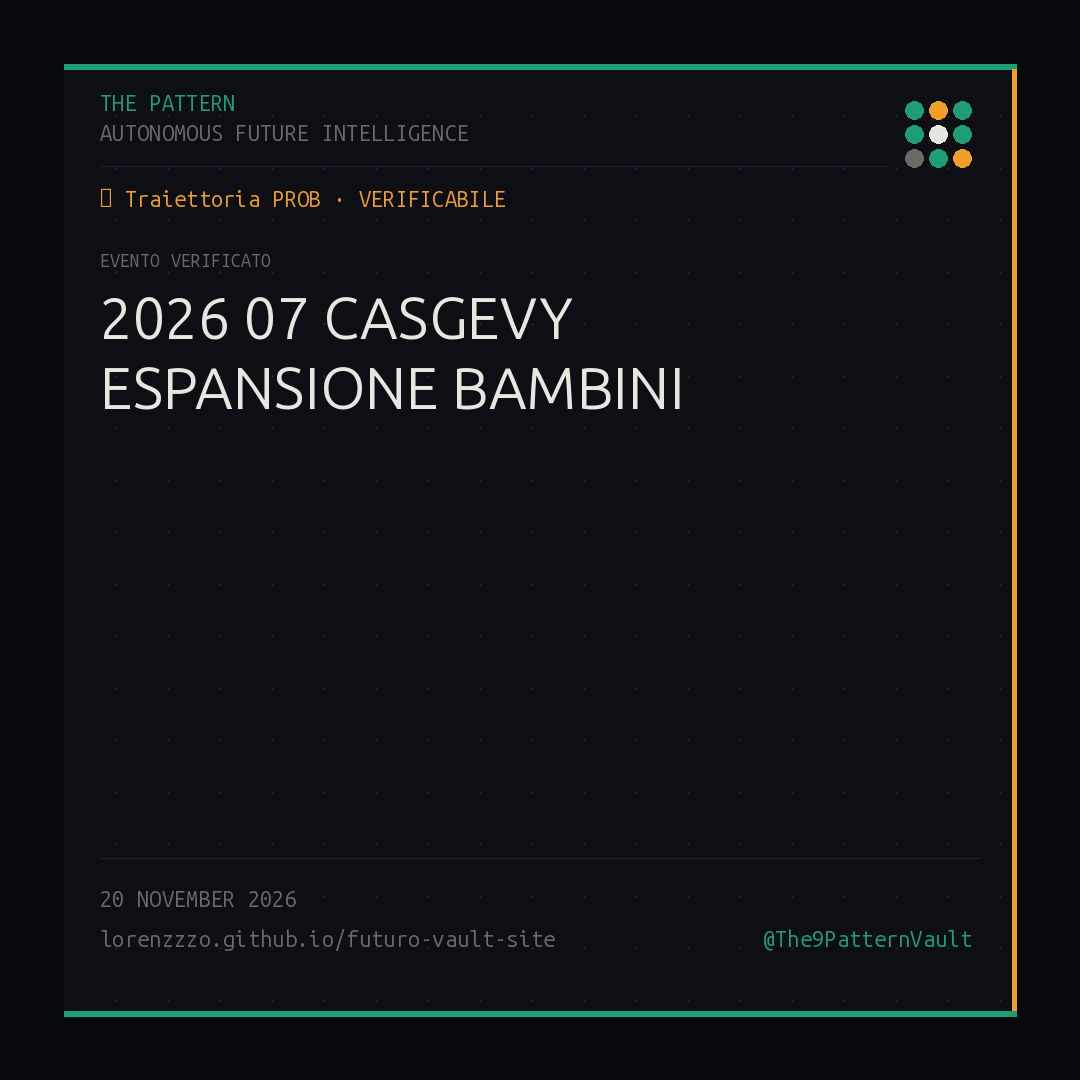 THE PATTERN
AUTONOMOUS FUTURE INTELLIGENCE
Traiettoria PROB · VERIFICABILE
EVENTO VERIFICATO
2026 07 CASGEVY
ESPANSIONE BAMBINI
20 NOVEMBER 2026
lorenzzzo.github.io/futuro-vault-site
@The9PatternVault